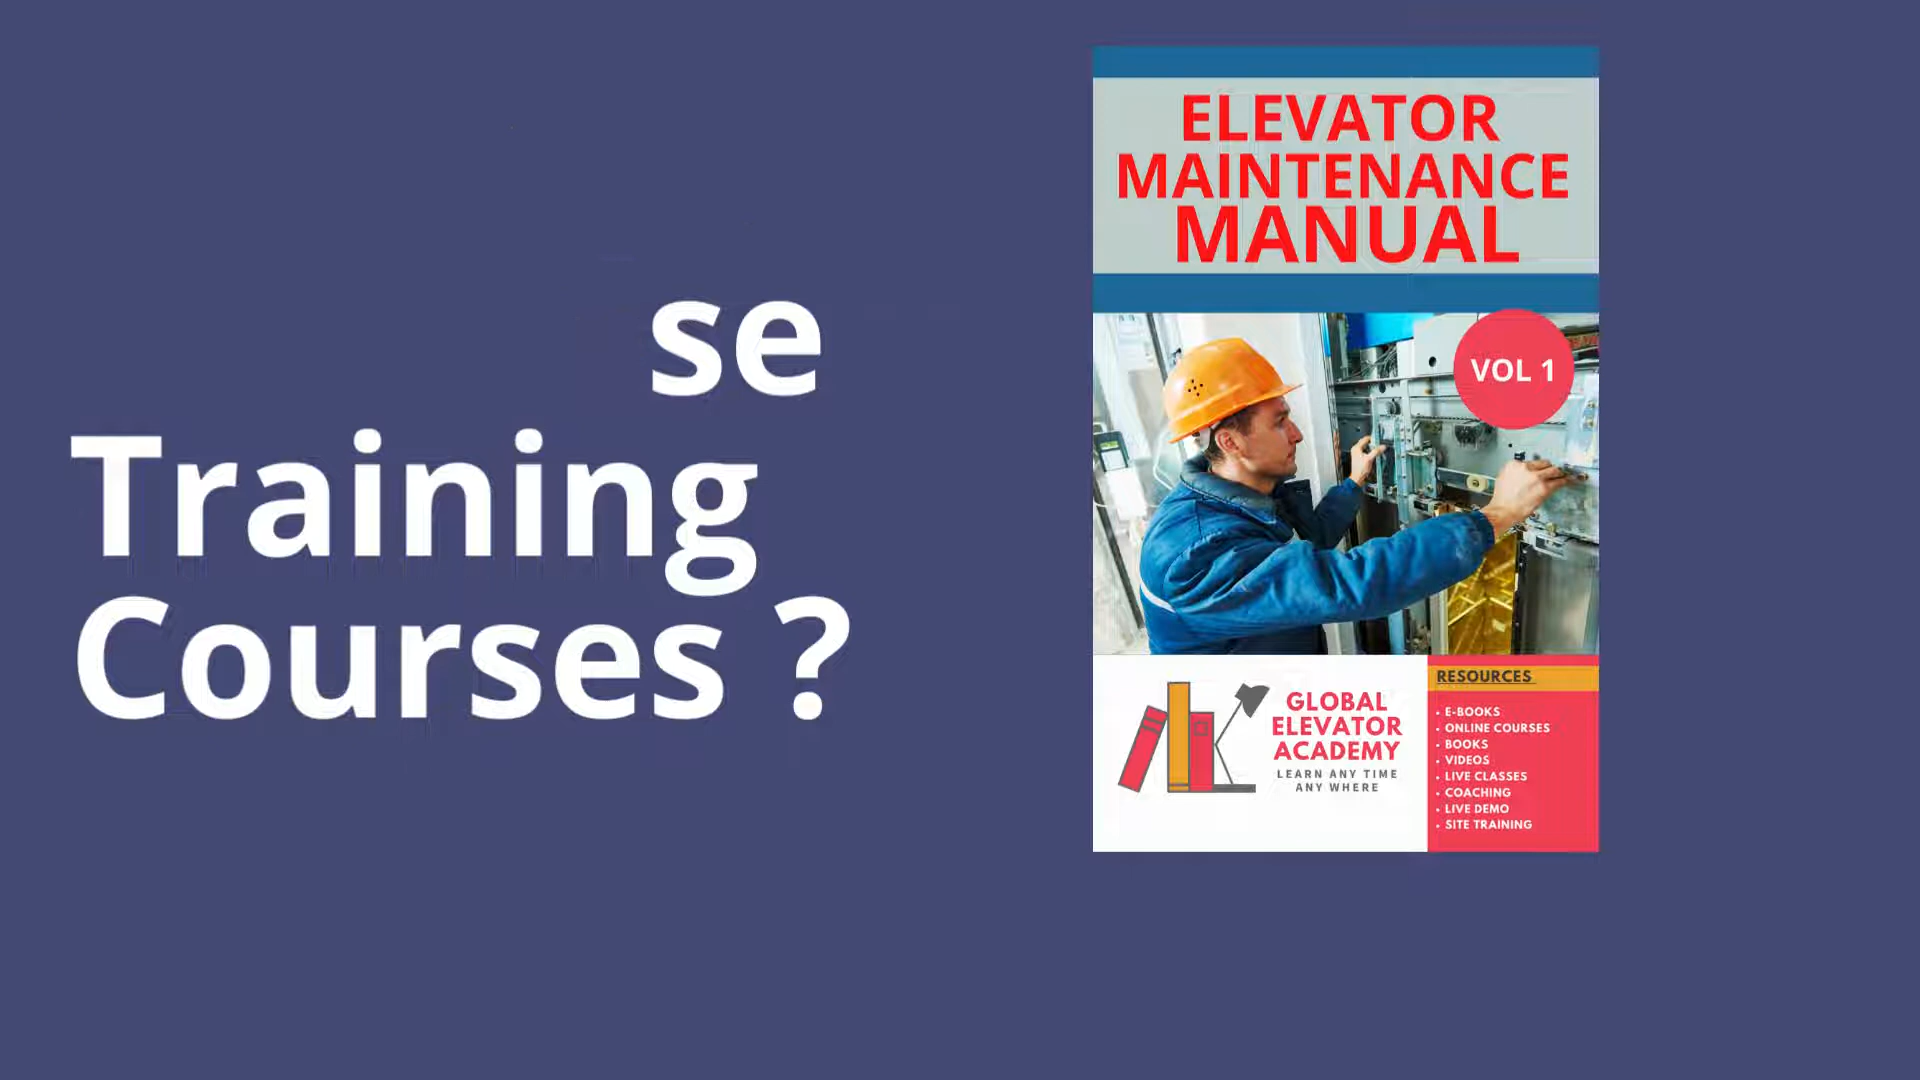 se
Training
Courses ?
ELEVATOR
MAINTENANCE
MANUAL
VOL 1
GLOBAL
ELEVATOR
ACADEMY
LEARN ANY TIME
ANY WHERE
RESOURCES
• E-BOOKS
• ONLINE COURSES
• BOOKS
• VIDEOS
• LIVE CLASSES
• COACHING
• LIVE DEMO
• SITE TRAINING